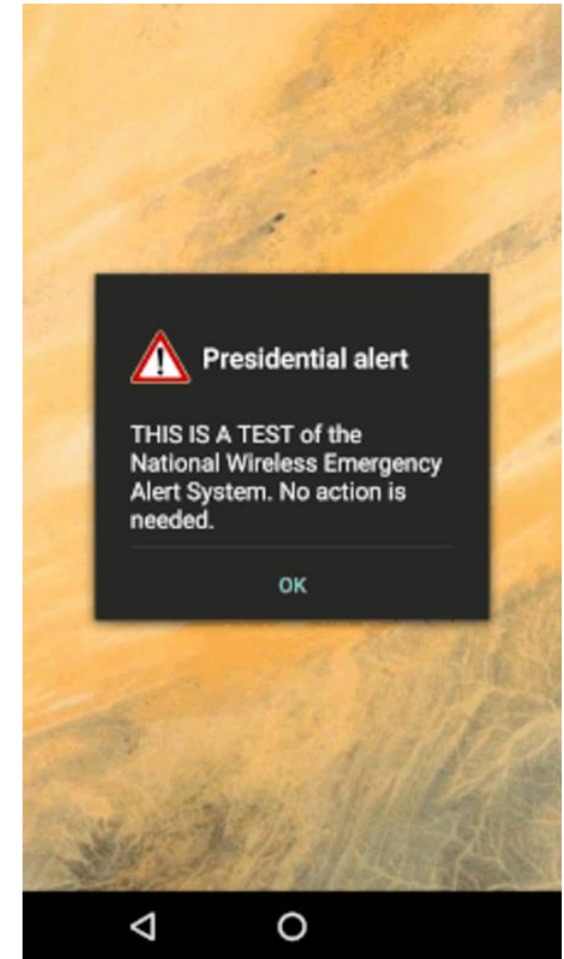 Presidential alert
THIS IS A TEST of the
National Wireless Emergency
Alert System. No action is
needed.
OK